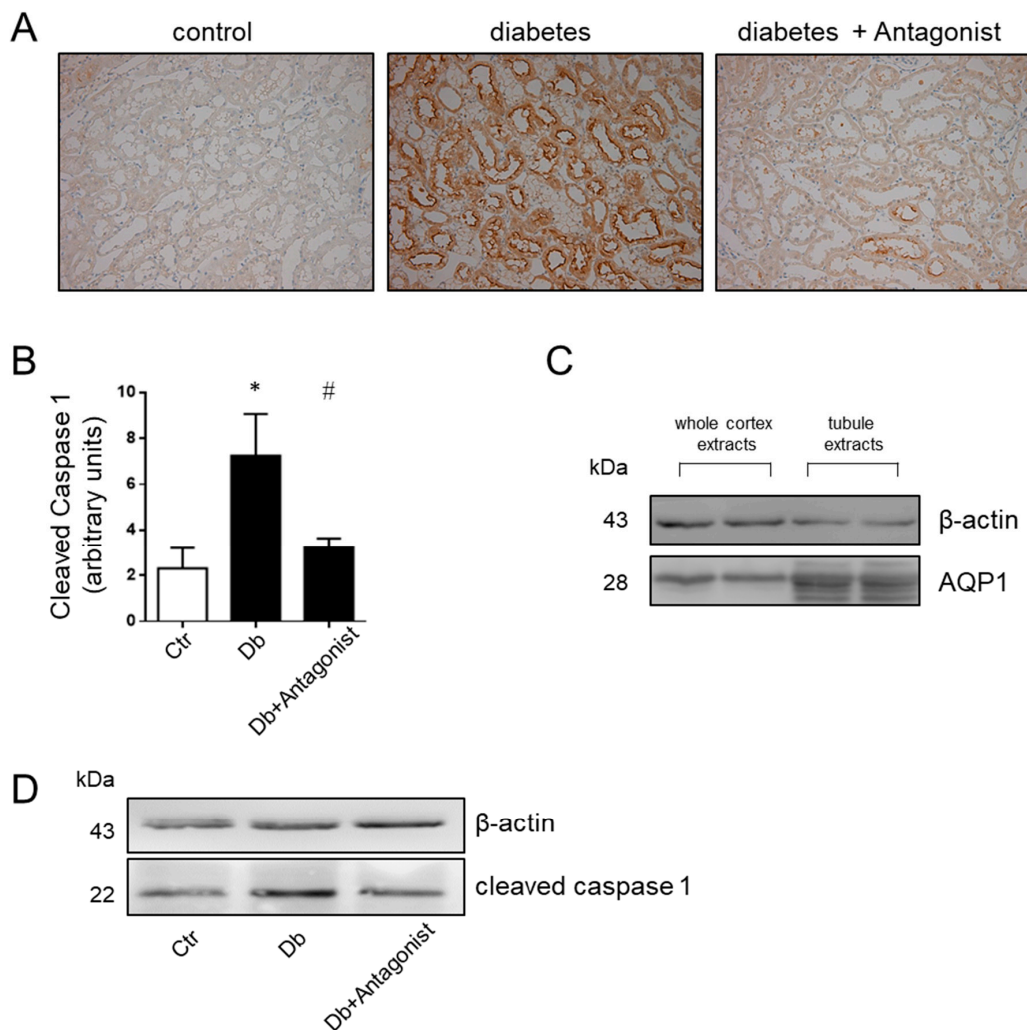 A
control
diabetes
diabetes + Antagonist
B
Cleaved Caspase 1
(arbitrary units)
10
8
6
4
2
0
*
#
Ctr
Db
Db+Antagonist
C
whole cortex
extracts
tubule
extracts
kDa
43
β-actin
28
AQP1
D
kDa
43
β-actin
22
cleaved caspase 1
Ctr
Db
Db+Antagonist